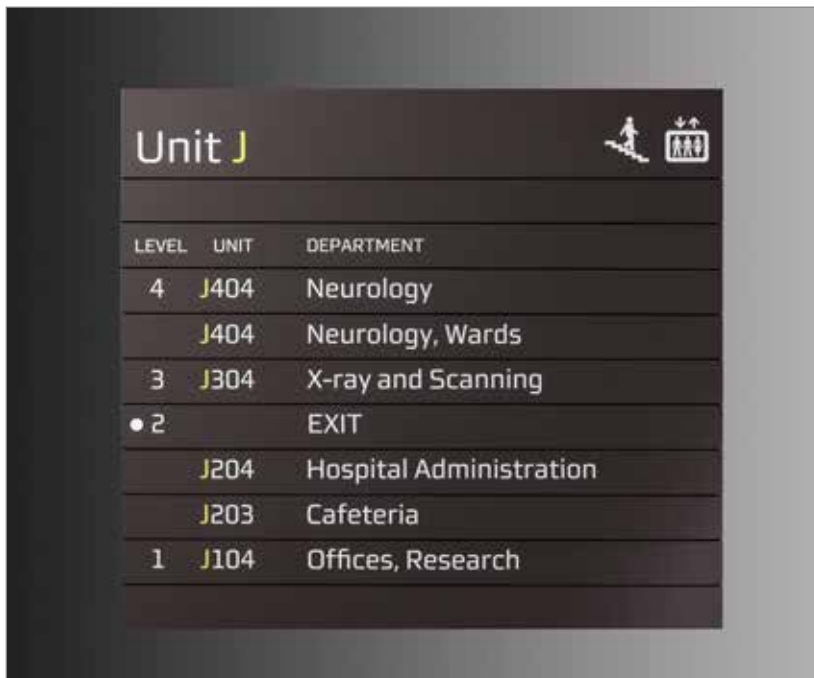 Unit J
LEVEL UNIT DEPARTMENT
4 J404 Neurology
J404 Neurology, Wards
3 J304 X-ray and Scanning
• 2 EXIT
J204 Hospital Administration
J203 Cafeteria
1 J104 Offices, Research